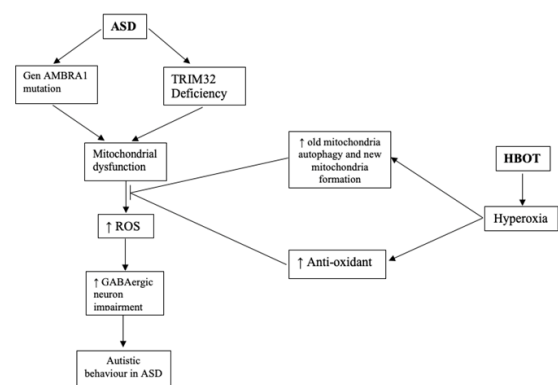 ASD
Gen AMBRA1
mutation
TRIM32
Deficiency
Mitochondrial
dysfunction
↑ old mitochondria
autophagy and new
mitochondria
formation
HBOT
Hyperoxia
↑ ROS
↑ Anti-oxidant
↑ GABAergic
neuron
impairment
Autistic
behaviour in ASD